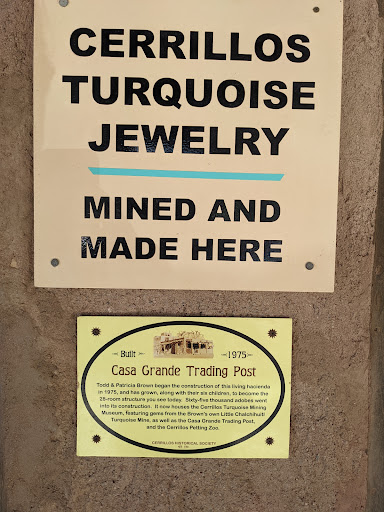 CERRILLOS
TURQUOISE
JEWELRY
MINED AND
MADE HERE
Built 1975
Casa Grande Trading Post
Todd & Patricia Brown began the construction of this living hacienda
in 1975, and has grown, along with their six children, to become the
28-room structure you see today. Sixty-five thousand adobes went
into its construction. It now houses the Cerrillos Turquoise Mining
Museum, featuring gems from the Brown's own Little Chalchihuitl
Turquoise Mine, as well as the Casa Grande Trading Post,
and the Cerrillos Petting Zoo.
CERRILLOS HISTORICAL SOCIETY